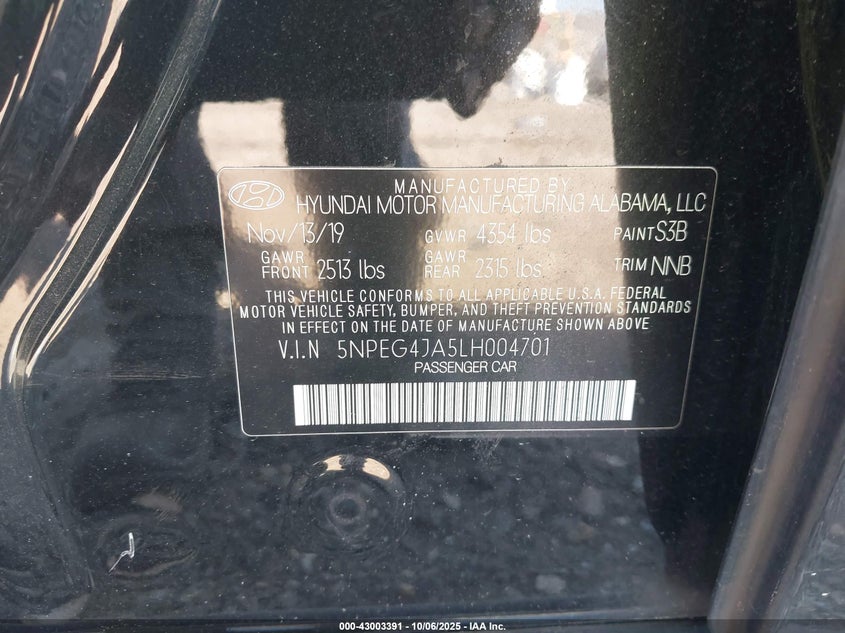 MANUFACTURED BY
HYUNDAI MOTOR MANUFACTURING ALABAMA, LLC
Nov/13/19 GVWR 4354 lbs PAINT S3B
GAWR FRONT 2513 lbs GAWR REAR 2315 lbs TRIM NNB
THIS VEHICLE CONFORMS TO ALL APPLICABLE U.S.A. FEDERAL
MOTOR VEHICLE SAFETY, BUMPER, AND THEFT PREVENTION STANDARDS
IN EFFECT ON THE DATE OF MANUFACTURE SHOWN ABOVE
V.I.N 5NPEG4JA5LH004701
PASSENGER CAR
000-43003391 - 10/06/2025 - IAA Inc.